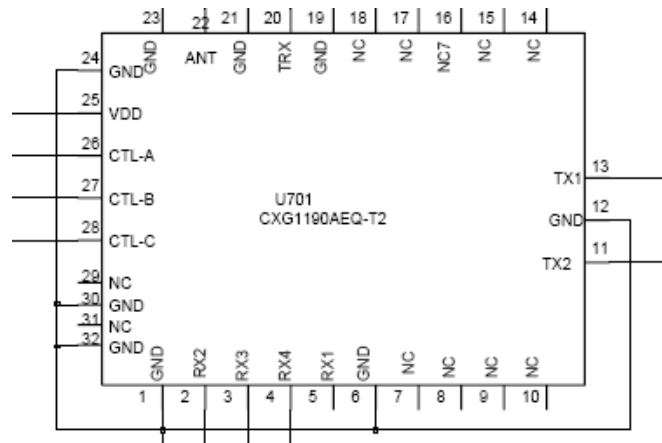 23 22 21 20 19 18 17 16 15 14
GND ANT GND TRX GND NC NC NC7 NC NC
24 GND
25 VDD
26 CTL-A
27 CTL-B
28 CTL-C
29 NC
30 GND
31 NC
32 GND
U701
CXG1190AEQ-T2
TX1 13
GND 12
TX2 11
GND RX2 RX3 RX4 RX1 GND NC NC NC NC
1 2 3 4 5 6 7 8 9 10